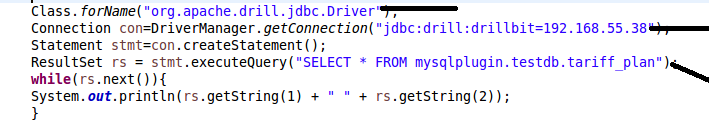 Class.forName("org.apache.drill.jdbc.Driver");
Connection con=DriverManager.getConnection("jdbc:drill:drillbit=192.168.55.38");
Statement stmt=con.createStatement();
ResultSet rs = stmt.executeQuery("SELECT * FROM mysqlplugin.testdb.tariff_plan");
while(rs.next()){
System.out.println(rs.getString(1) + " " + rs.getString(2));
}